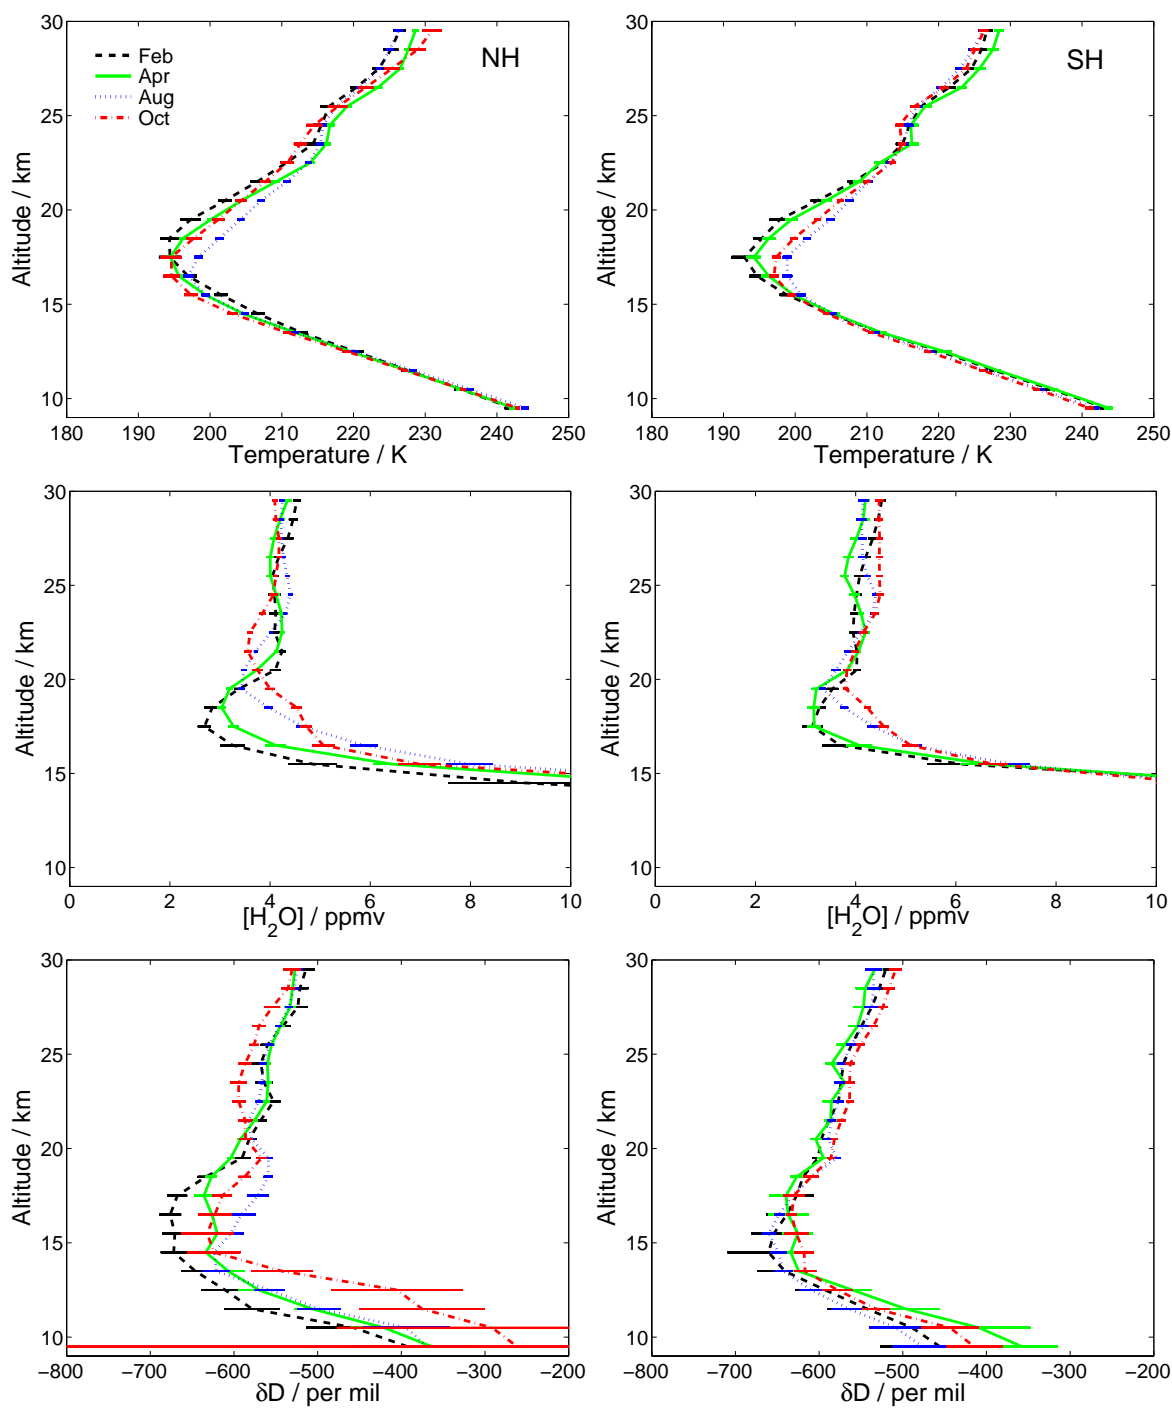 30
25
20
15
10
Altitude / km
Feb
Apr
Aug
Oct
NH
180 190 200 210 220 230 240 250
Temperature / K
30
25
20
15
10
Altitude / km
SH
180 190 200 210 220 230 240 250
Temperature / K
30
25
20
15
10
Altitude / km
0 2 4 6 8 10
[H₂O] / ppmv
30
25
20
15
10
Altitude / km
0 2 4 6 8 10
[H₂O] / ppmv
30
25
20
15
10
Altitude / km
−800 −700 −600 −500 −400 −300 −200
δD / per mil
30
25
20
15
10
Altitude / km
−800 −700 −600 −500 −400 −300 −200
δD / per mil